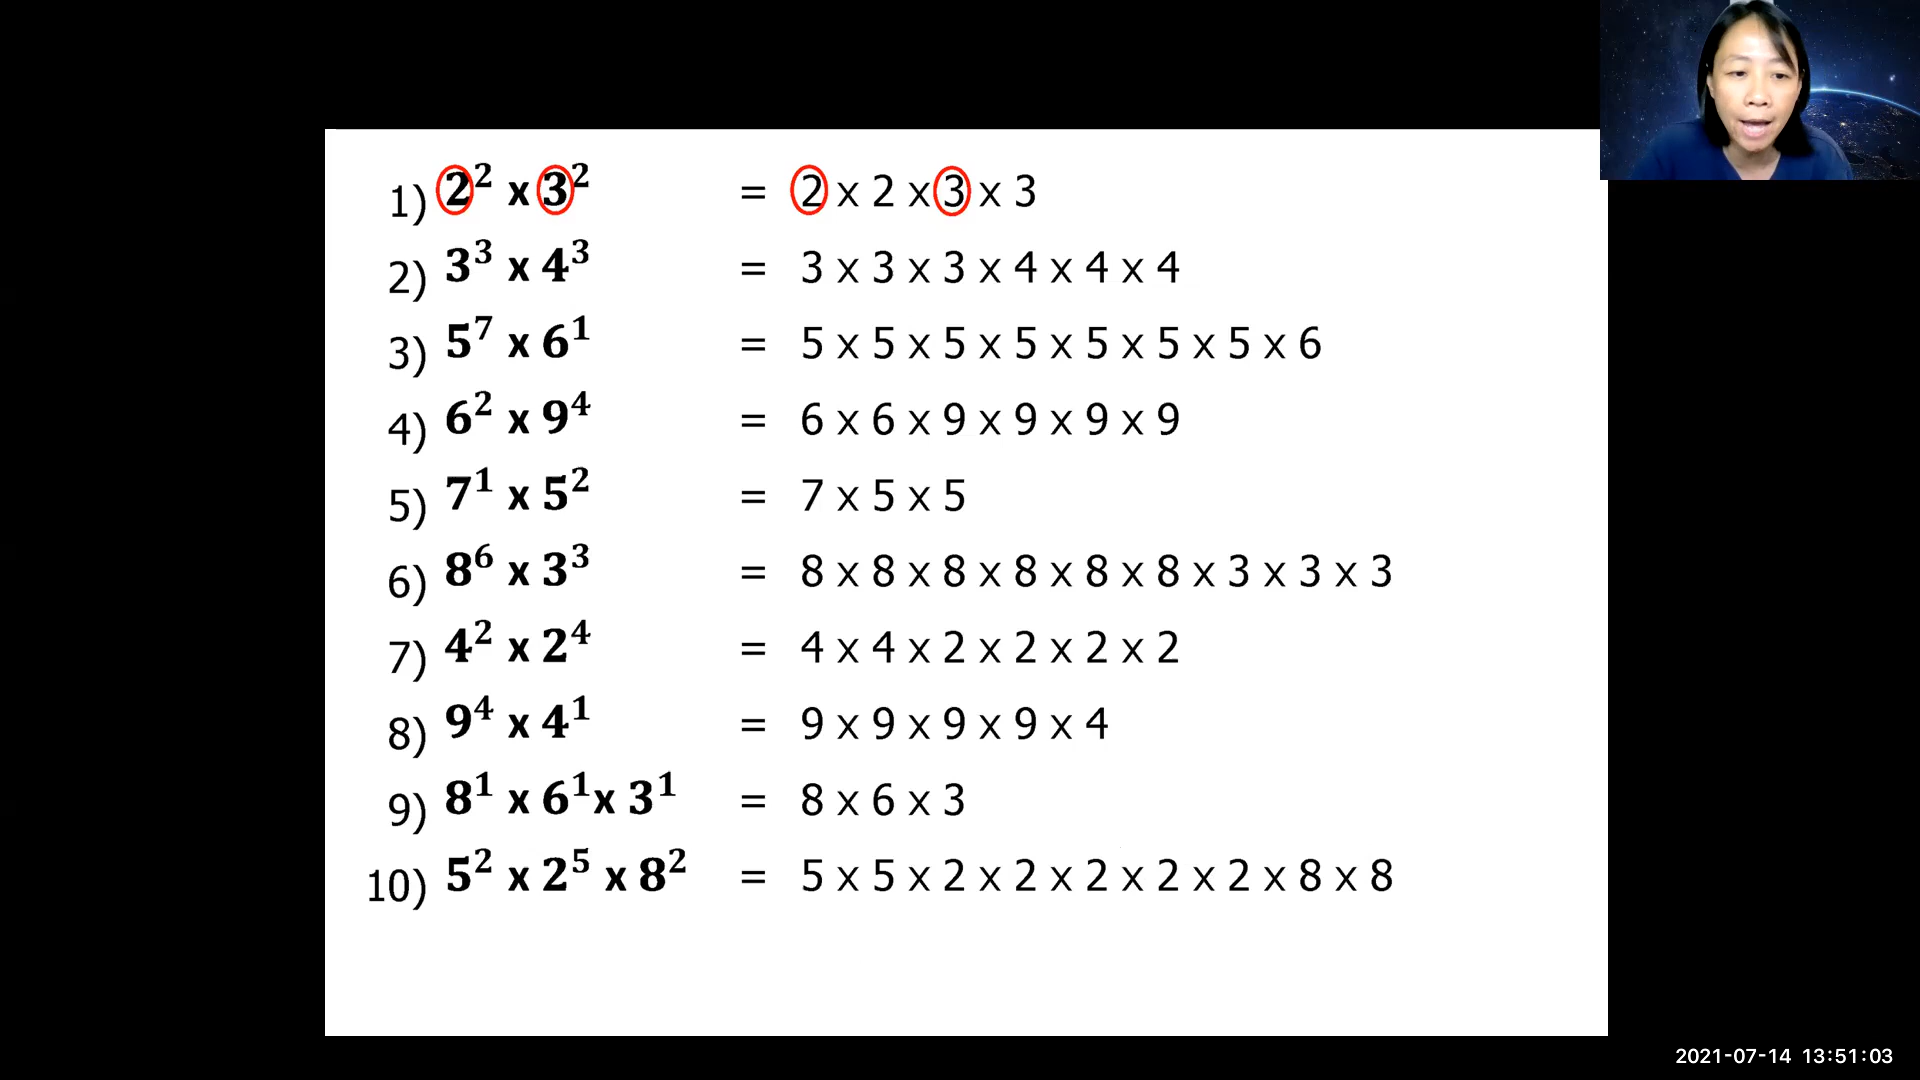 1) 2² x 3² = 2 x 2 x 3 x 3
2) 3³ x 4³ = 3 x 3 x 3 x 4 x 4 x 4
3) 5⁷ x 6¹ = 5 x 5 x 5 x 5 x 5 x 5 x 5 x 6
4) 6² x 9⁴ = 6 x 6 x 9 x 9 x 9 x 9
5) 7¹ x 5² = 7 x 5 x 5
6) 8⁶ x 3³ = 8 x 8 x 8 x 8 x 8 x 8 x 3 x 3 x 3
7) 4² x 2⁴ = 4 x 4 x 2 x 2 x 2 x 2
8) 9⁴ x 4¹ = 9 x 9 x 9 x 9 x 4
9) 8¹ x 6¹x 3¹ = 8 x 6 x 3
10) 5² x 2⁵ x 8² = 5 x 5 x 2 x 2 x 2 x 2 x 2 x 8 x 8
2021-07-14 13:51:03